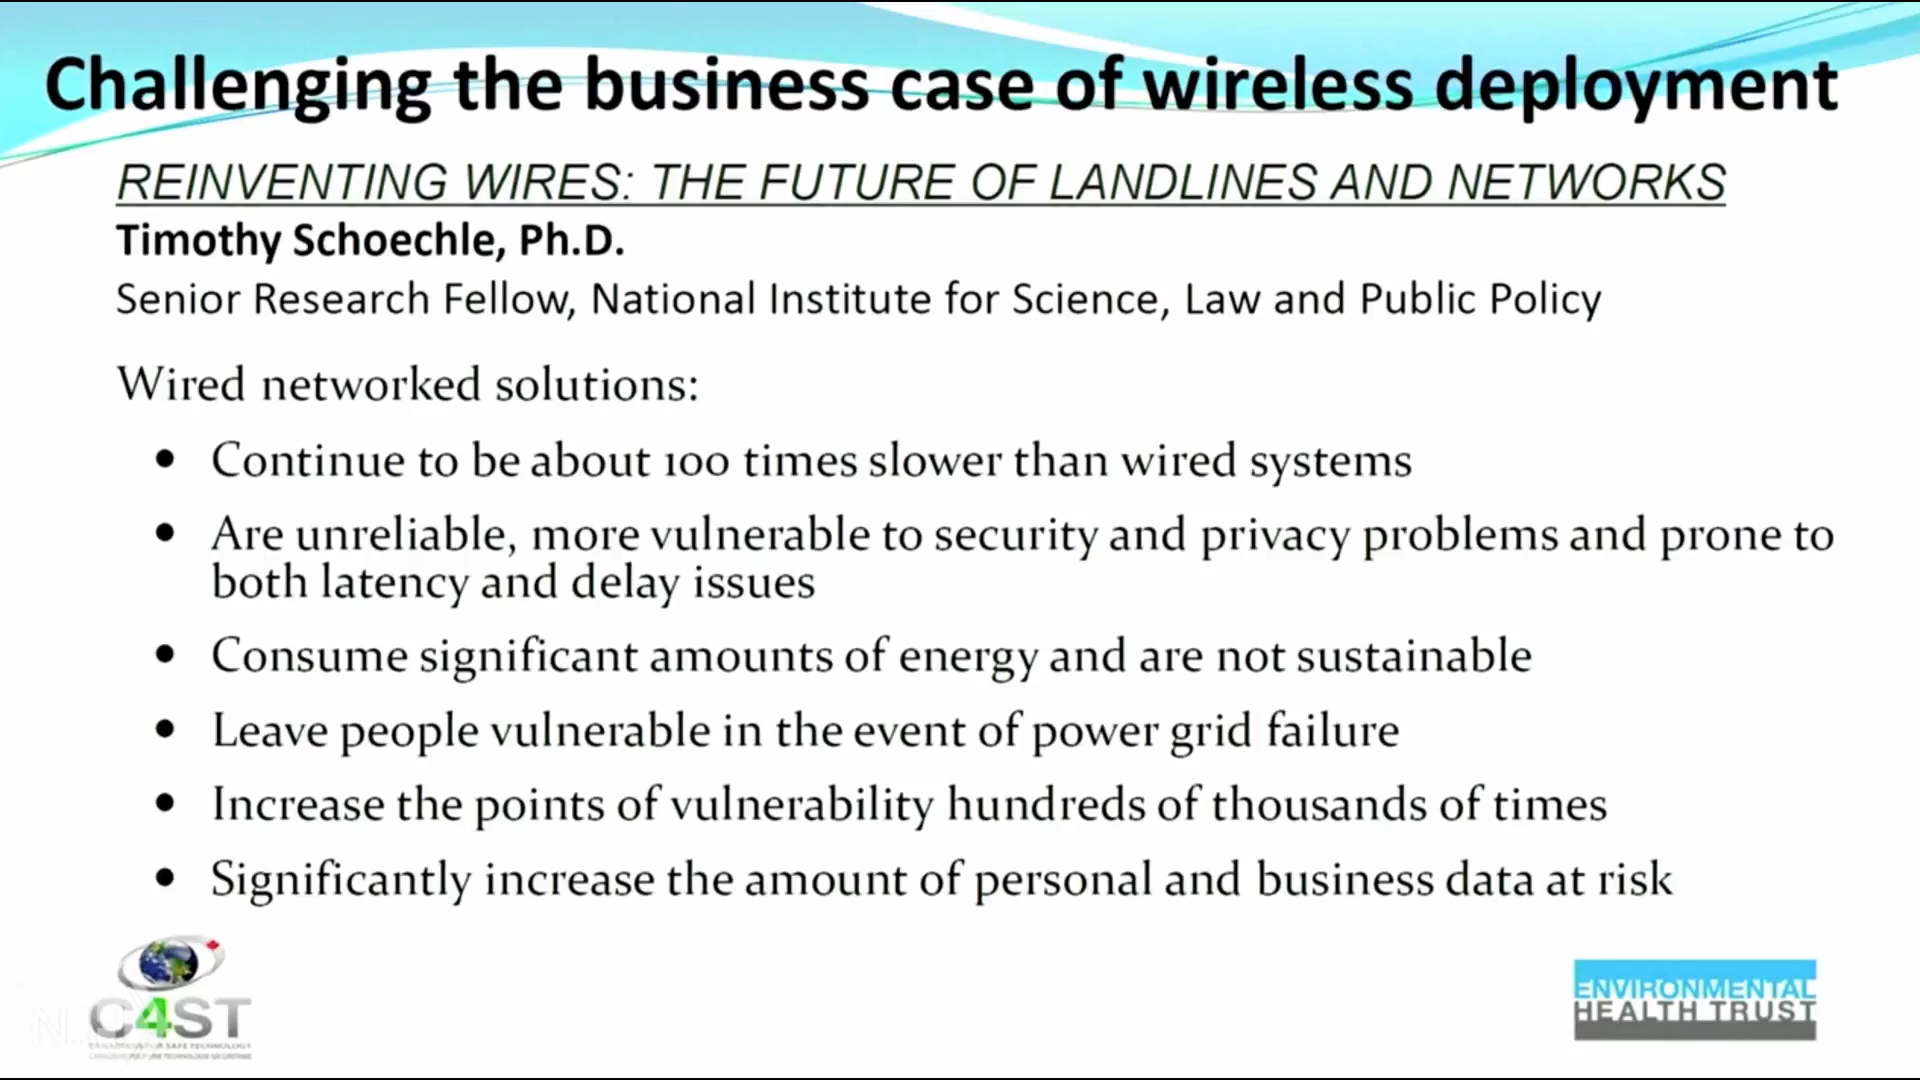 Challenging the business case of wireless deployment
REINVENTING WIRES: THE FUTURE OF LANDLINES AND NETWORKS
Timothy Schoechle, Ph.D.
Senior Research Fellow, National Institute for Science, Law and Public Policy
Wired networked solutions:
• Continue to be about 100 times slower than wired systems
• Are unreliable, more vulnerable to security and privacy problems and prone to
both latency and delay issues
• Consume significant amounts of energy and are not sustainable
• Leave people vulnerable in the event of power grid failure
• Increase the points of vulnerability hundreds of thousands of times
• Significantly increase the amount of personal and business data at risk
C4ST
CANADIANS FOR SAFE TECHNOLOGY
ENVIRONMENTAL
HEALTH TRUST